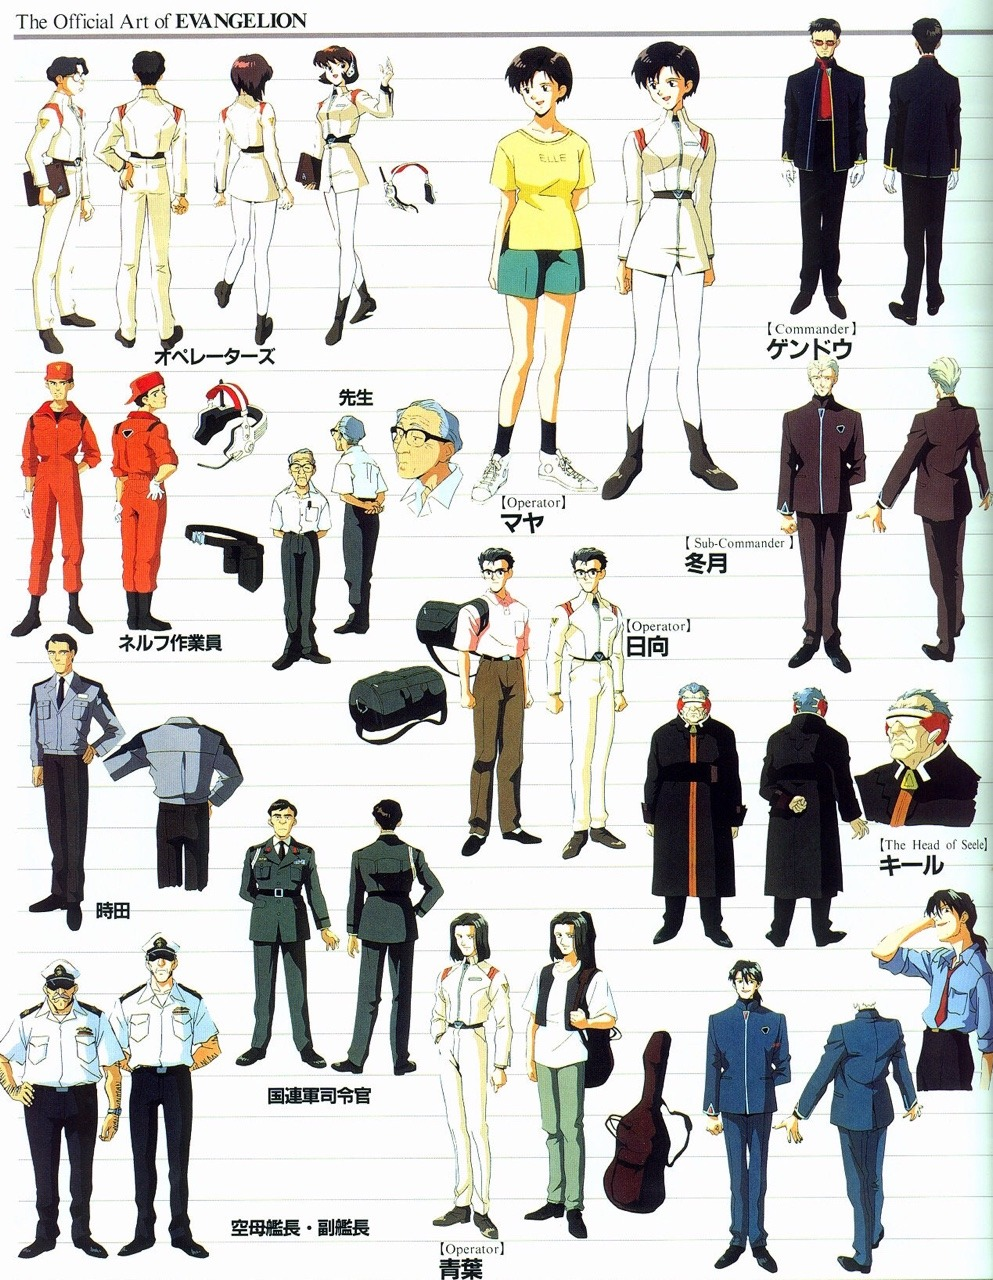 The Official Art of EVANGELION
オペレーターズ
ELLE
【Commander】
ゲンドウ
先生
【Operator】
マヤ
【Sub-Commander】
冬月
ネルフ作業員
【Operator】
日向
【The Head of Seele】
キール
時田
国連軍司令官
空母艦長・副艦長
【Operator】
青葉